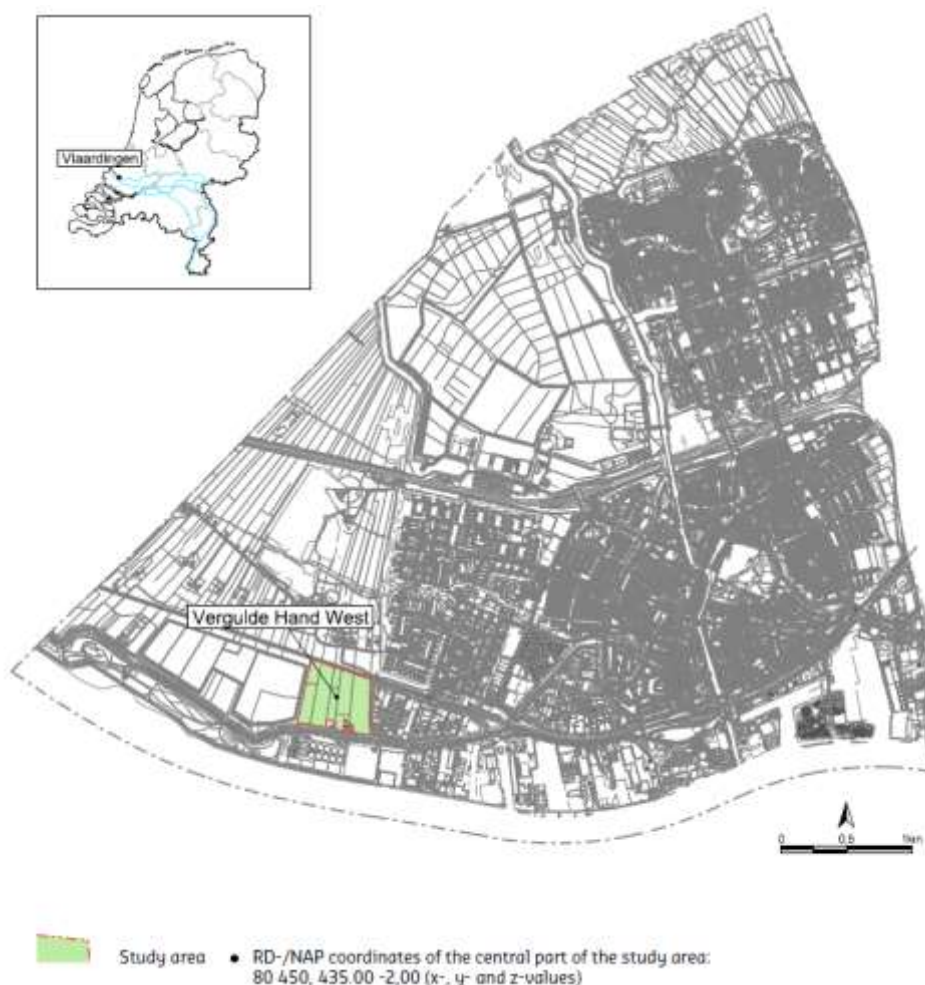 Vlaardingen
Vergulde Hand West
0 0,5 1km
Study area
RD-/NAP coordinates of the central part of the study area:
80 450, 435.00 -2,00 (x-, y- and z-values)